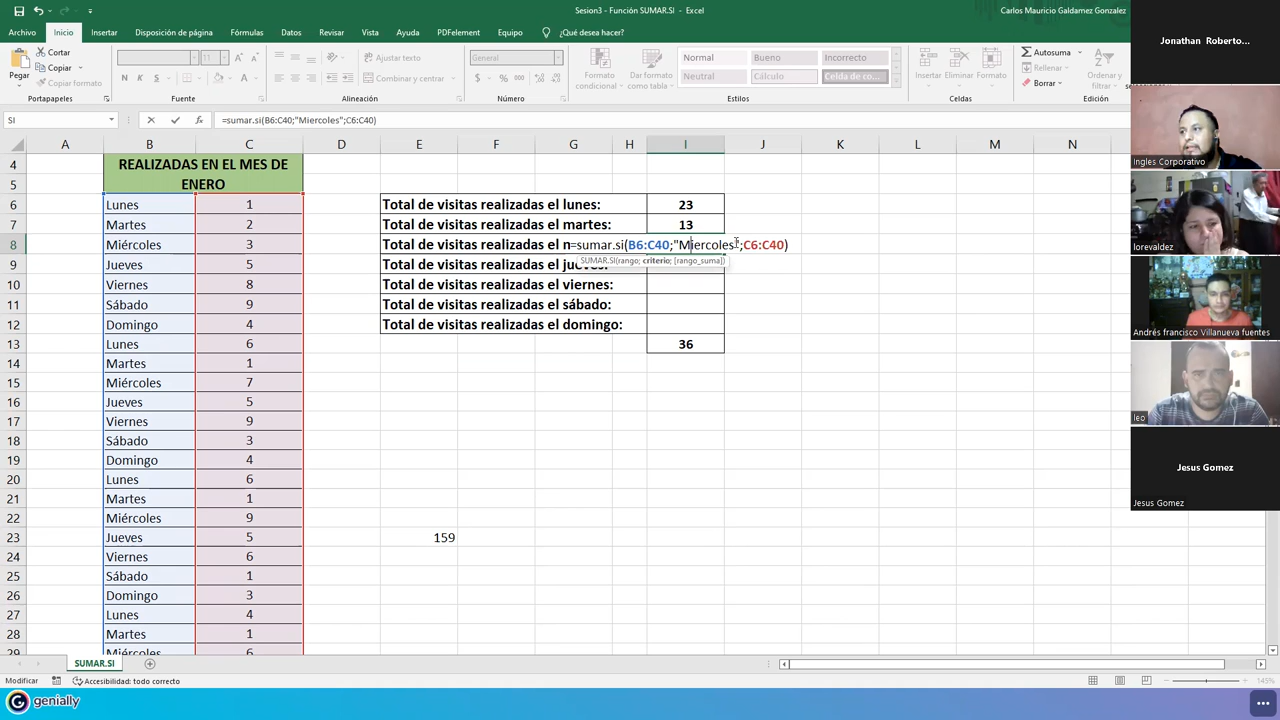 Sesion3 - Función SUMAR.SI - Excel
Carlos Mauricio Galdamez Gonzalez
Archivo Inicio Insertar Disposición de página Fórmulas Datos Revisar Vista Ayuda PDFelement Equipo ¿Qué desea hacer?
Pegar
Cortar
Copiar
Copiar formato
Portapapeles
N
Fuente
Ajustar texto
Combinar y centrar
Alineación
General
Número
Formato condicional
Dar formato como tabla
Normal Bueno Incorrecto
Neutral Cálculo Celda de co...
Estilos
Insertar Eliminar Formato
Celdas
Autosuma
Rellenar
Borrar
Ordenar y filtrar
Edición
SI
=sumar.si(B6:C40;"Miercoles";C6:C40)
A B C D E F G H I J K L M N
4 REALIZADAS EN EL MES DE
5 ENERO
6 Lunes 1 Total de visitas realizadas el lunes: 23
7 Martes 2 Total de visitas realizadas el martes: 13
8 Miércoles 3 Total de visitas realizadas el n=sumar.si(B6:C40;"Miercoles";C6:C40)
SUMAR.SI(rango; criterio; [rango_suma])
9 Jueves 5 Total de visitas realizadas el jueves:
10 Viernes 8 Total de visitas realizadas el viernes:
11 Sábado 9 Total de visitas realizadas el sábado:
12 Domingo 4 Total de visitas realizadas el domingo:
13 Lunes 6 36
14 Martes 1
15 Miércoles 7
16 Jueves 5
17 Viernes 9
18 Sábado 3
19 Domingo 4
20 Lunes 6
21 Martes 1
22 Miércoles 9
23 Jueves 5 159
24 Viernes 6
25 Sábado 1
26 Domingo 3
27 Lunes 4
28 Martes 1
29 Miércoles 6
SUMAR.SI
Modificar
Accesibilidad: todo correcto
145%
genially
Jonathan Roberto...
Ingles Corporativo
lorevaldez
Andrés francisco Villanueva fuentes
leo
Jesus Gomez
Jesus Gomez